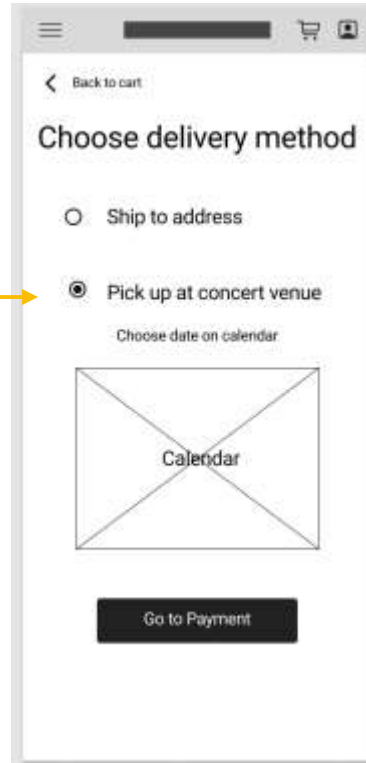 Back to cart
Choose delivery method
Ship to address
Pick up at concert venue
Choose date on calendar
Calendar
Go to Payment